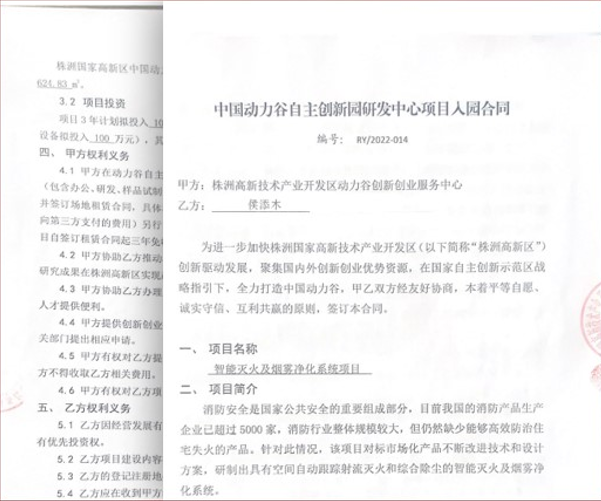 株洲国家高新区中国动
624.83 ㎡。
3.2 项目投资
项目3年计划拟投入 10
设备拟投入 100 万元），其
四、甲方权利义务
4.1 甲方在动力谷自主
（包含办公、研发、样品试制
并签订场地租赁合同，具体
向第三方支付的费用）另行
目自签订租赁合同起三年免
4.2 甲方协助乙方推动
研究成果在株洲高新区实现
4.3 甲方协助乙方办理
人才提供便利。
4.4 甲方提供创新创业
关部门提出相应申请。
4.5 甲方有权对乙方提
方不得收取乙方相关费用。
4.6 甲方有权对乙方项
五、乙方权利义务
5.1 乙方因经营发展有
有优先投资权。
5.2 乙方项目建设内容
5.3 乙方的登记注册地
5.4 乙方应在收到甲方
中国动力谷自主创新园研发中心项目入园合同
编号： RY/2022-014
甲方：株洲高新技术产业开发区动力谷创新创业服务中心
乙方： 侯添木
为进一步加快株洲国家高新技术产业开发区（以下简称“株洲高新区”）
创新驱动发展，聚集国内外创新创业优势资源，在国家自主创新示范区战
略指引下，全力打造中国动力谷，甲乙双方经友好协商，本着平等自愿、
诚实守信、互利共赢的原则，签订本合同。
一、项目名称
智能灭火及烟雾净化系统项目
二、项目简介
消防安全是国家公共安全的重要组成部分，目前我国的消防产品生产
企业已超过 5000 家，消防行业整体规模较大，但仍然缺少能够高效防治住
宅失火的产品。针对此情况，该项目对标市场化产品不断改进技术和设计
方案，研制出具有空间自动跟踪射流灭火和综合除尘的智能灭火及烟雾净
化系统。